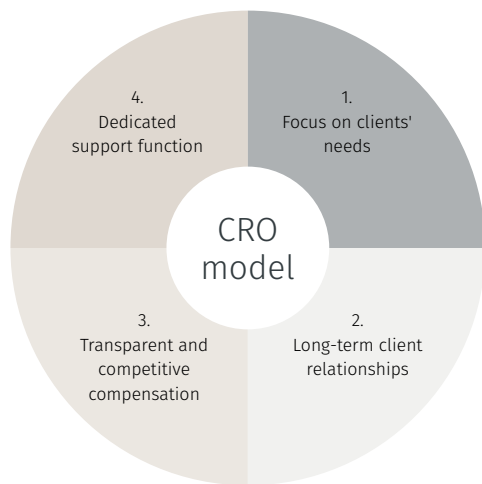 1.
Focus on clients'
needs
2.
Long-term client
relationships
3.
Transparent and
competitive
compensation
4.
Dedicated
support function
CRO
model